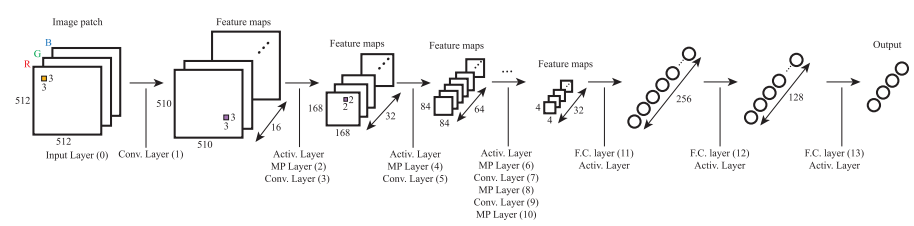 Image patch
B
G
R
3
3
512
512
Input Layer (0)
Conv. Layer (1)
Feature maps
510
3
3
510
16
Activ. Layer
MP Layer (2)
Conv. Layer (3)
Feature maps
168
2
2
168
32
Activ. Layer
MP Layer (4)
Conv. Layer (5)
Feature maps
84
84
64
...
Activ. Layer
MP Layer (6)
Conv. Layer (7)
MP Layer (8)
Conv. Layer (9)
MP Layer (10)
Feature maps
4
4
32
F.C. layer (11)
Activ. Layer
256
F.C. layer (12)
Activ. Layer
128
F.C. layer (13)
Activ. Layer
Output